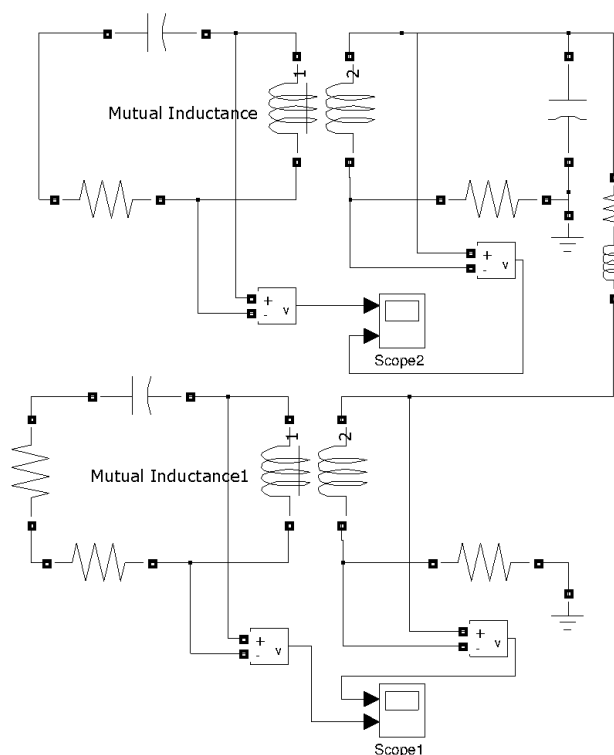 1 2
Mutual Inductance
+
-
v
+
-
v
Scope2
1 2
Mutual Inductance1
+
-
v
+
-
v
Scope1